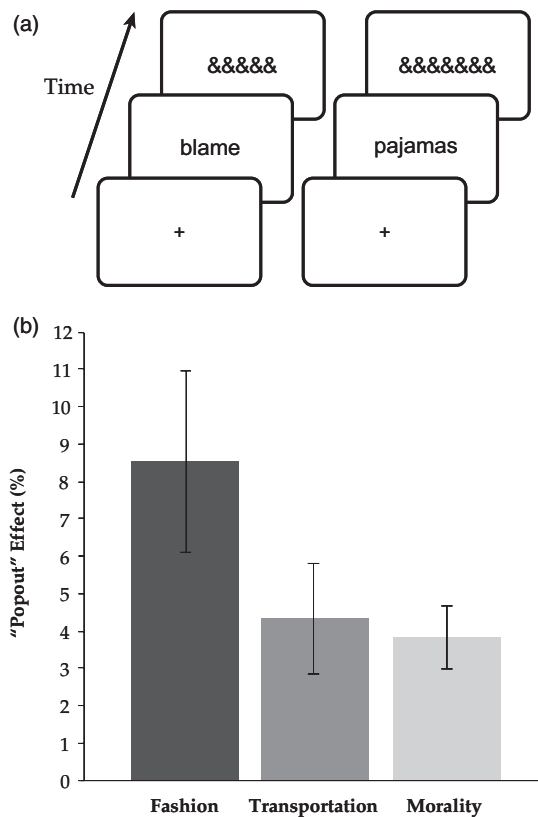 (a)
Time
&&&&&
&&&&&&&
blame
pajamas
+
+
(b)
"Popout" Effect (%)
12
11
10
9
8
7
6
5
4
3
2
1
0
Fashion Transportation Morality